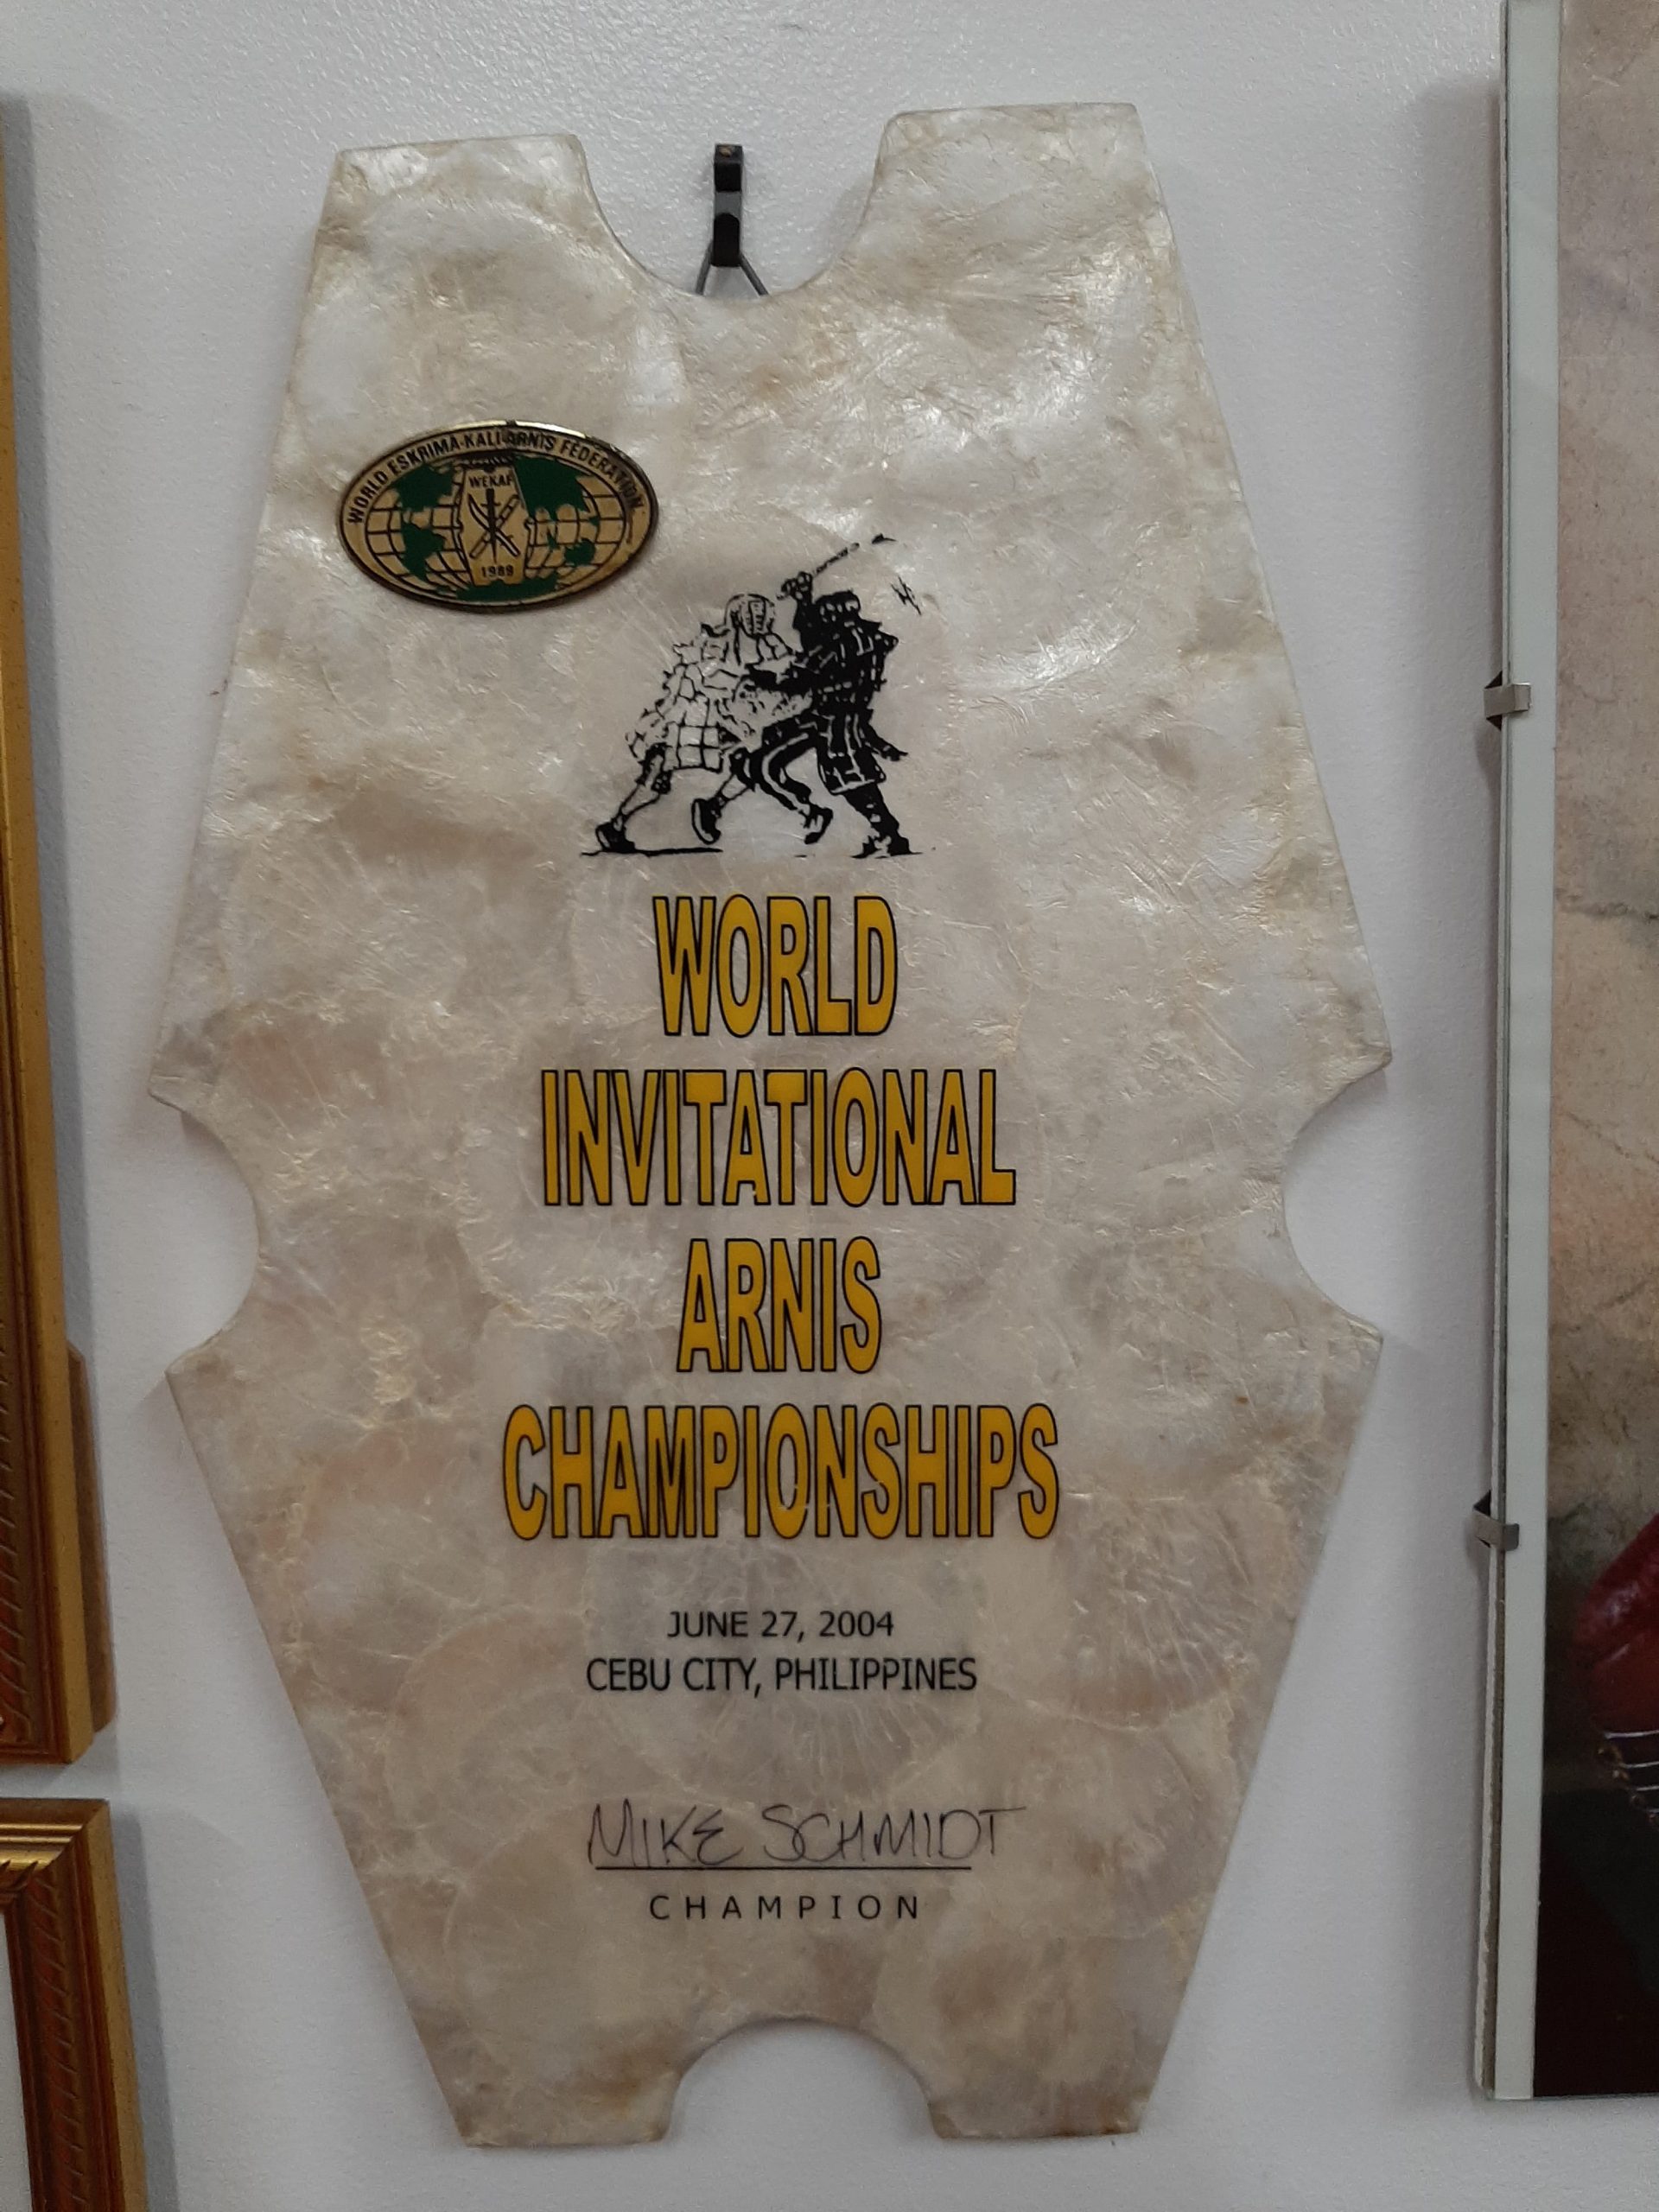 WORLD ESKRIMA-KALI-ARNIS FEDERATION
WEKAF
1989
WORLD
INVITATIONAL
ARNIS
CHAMPIONSHIPS
JUNE 27, 2004
CEBU CITY, PHILIPPINES
MIKE SCHMIDT
CHAMPION